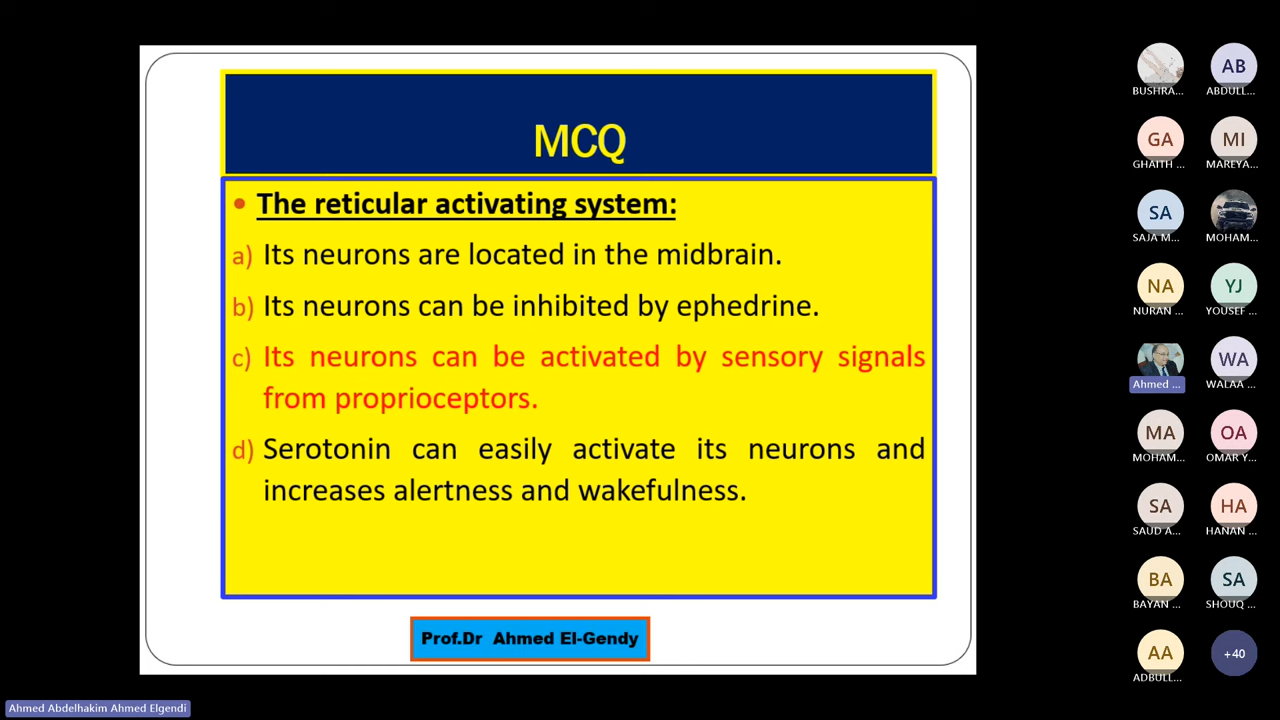 MCQ
• The reticular activating system:
a) Its neurons are located in the midbrain.
b) Its neurons can be inhibited by ephedrine.
c) Its neurons can be activated by sensory signals
from proprioceptors.
d) Serotonin can easily activate its neurons and
increases alertness and wakefulness.
Prof.Dr Ahmed El-Gendy
BUSHRA...
AB
ABDULL...
GA
GHAITH ...
MI
MAREYA...
SA
SAJA M...
MOHAM...
NA
NURAN ...
YJ
YOUSEF ...
Ahmed ...
WA
WALAA ...
MA
MOHAM...
OA
OMAR Y...
SA
SAUD A...
HA
HANAN ...
BA
BAYAN ...
SA
SHOUQ ...
AA
ADBULL...
+40
Ahmed Abdelhakim Ahmed Elgendi